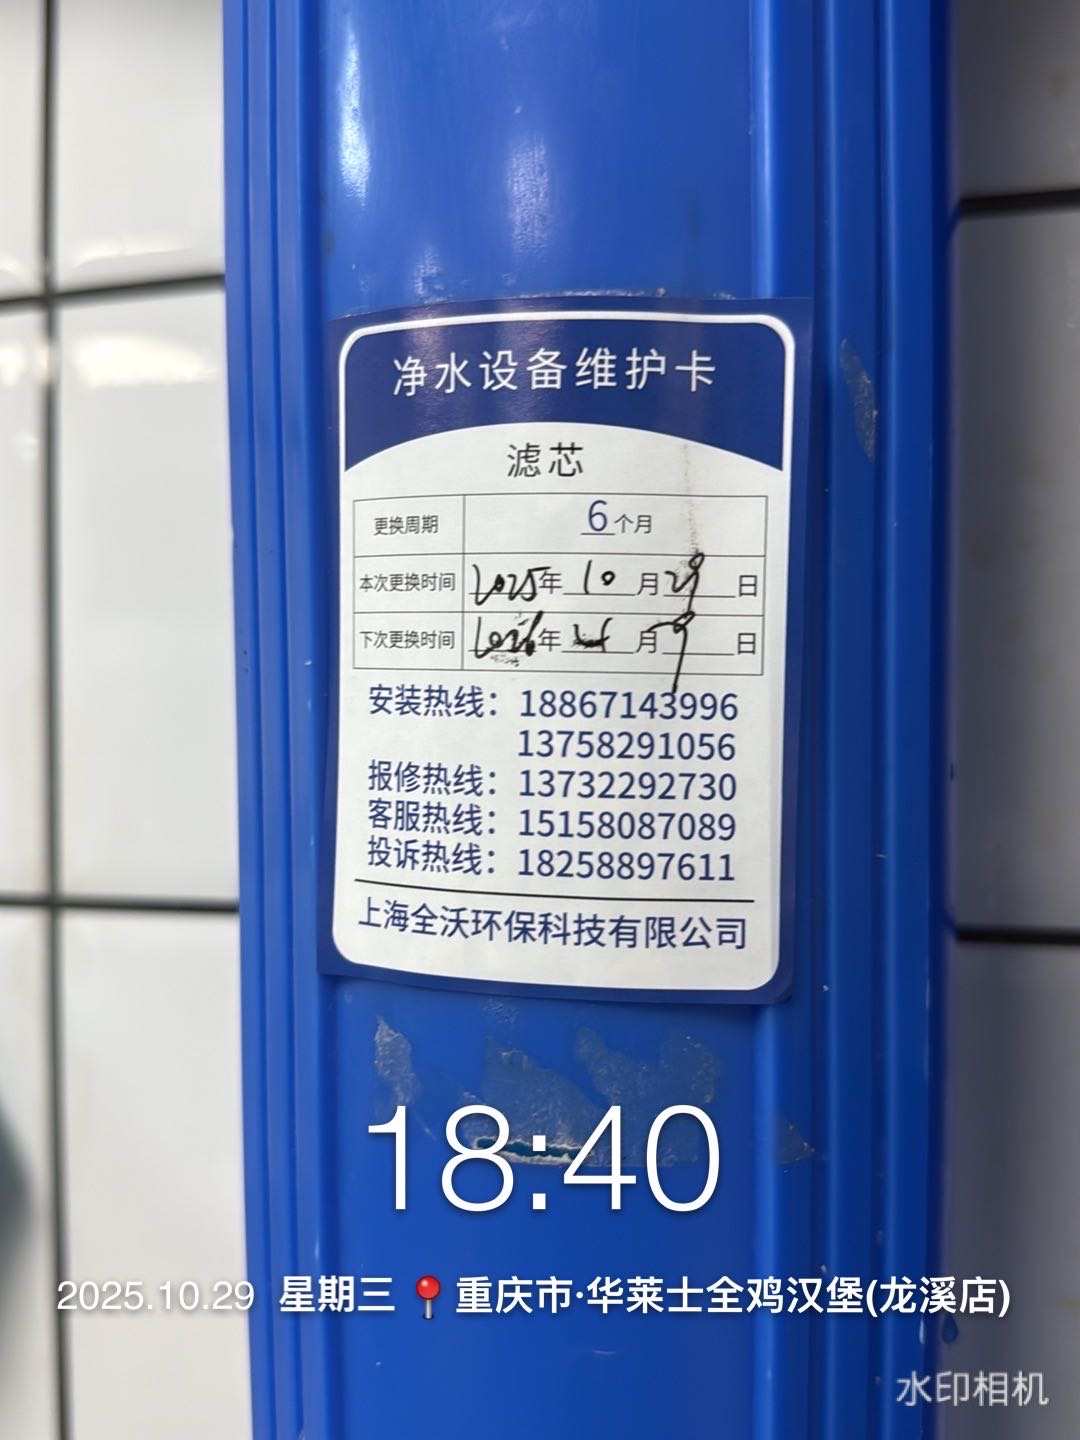 净水设备维护卡
滤芯
更换周期 6个月
本次更换时间 2025年10月29日
下次更换时间 2026年 月 日
安装热线：18867143996
13758291056
报修热线：13732292730
客服热线：15158087089
投诉热线：18258897611
上海全沃环保科技有限公司
18:40
2025.10.29 星期三 📍重庆市·华莱士全鸡汉堡(龙溪店)
水印相机